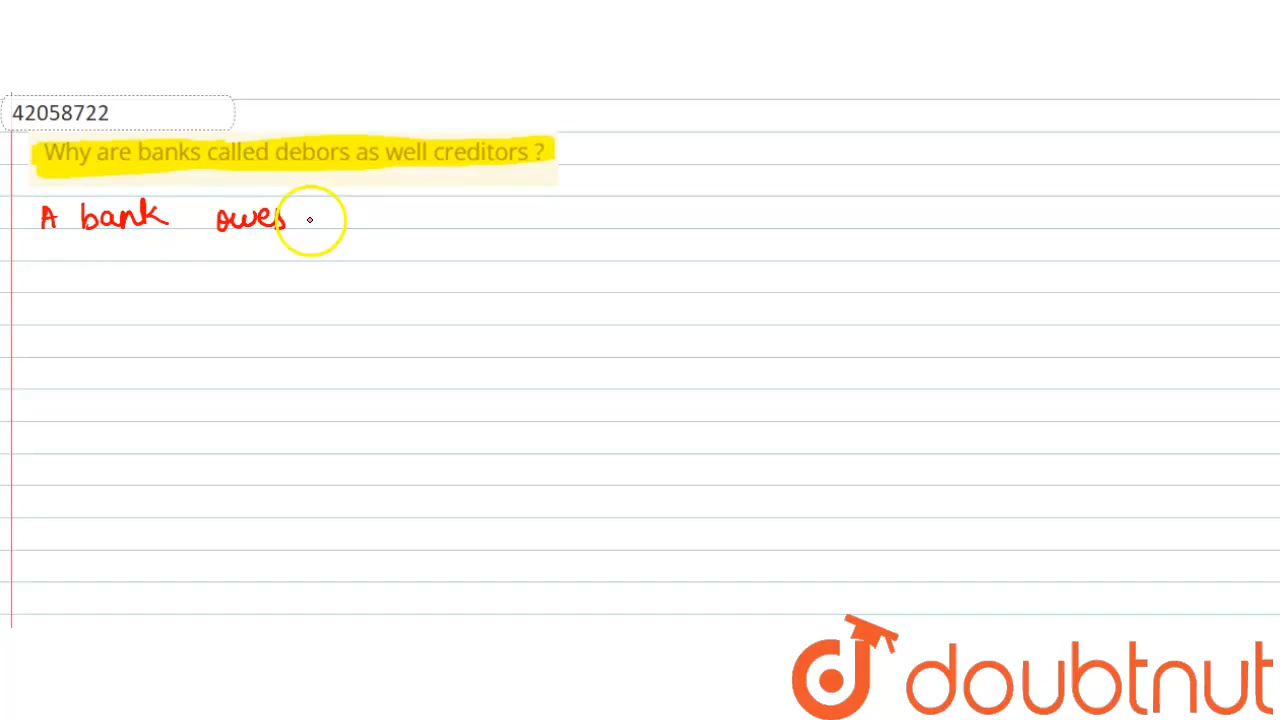 42058722
Why are banks called debors as well creditors ?
A bank owes
doubtnut